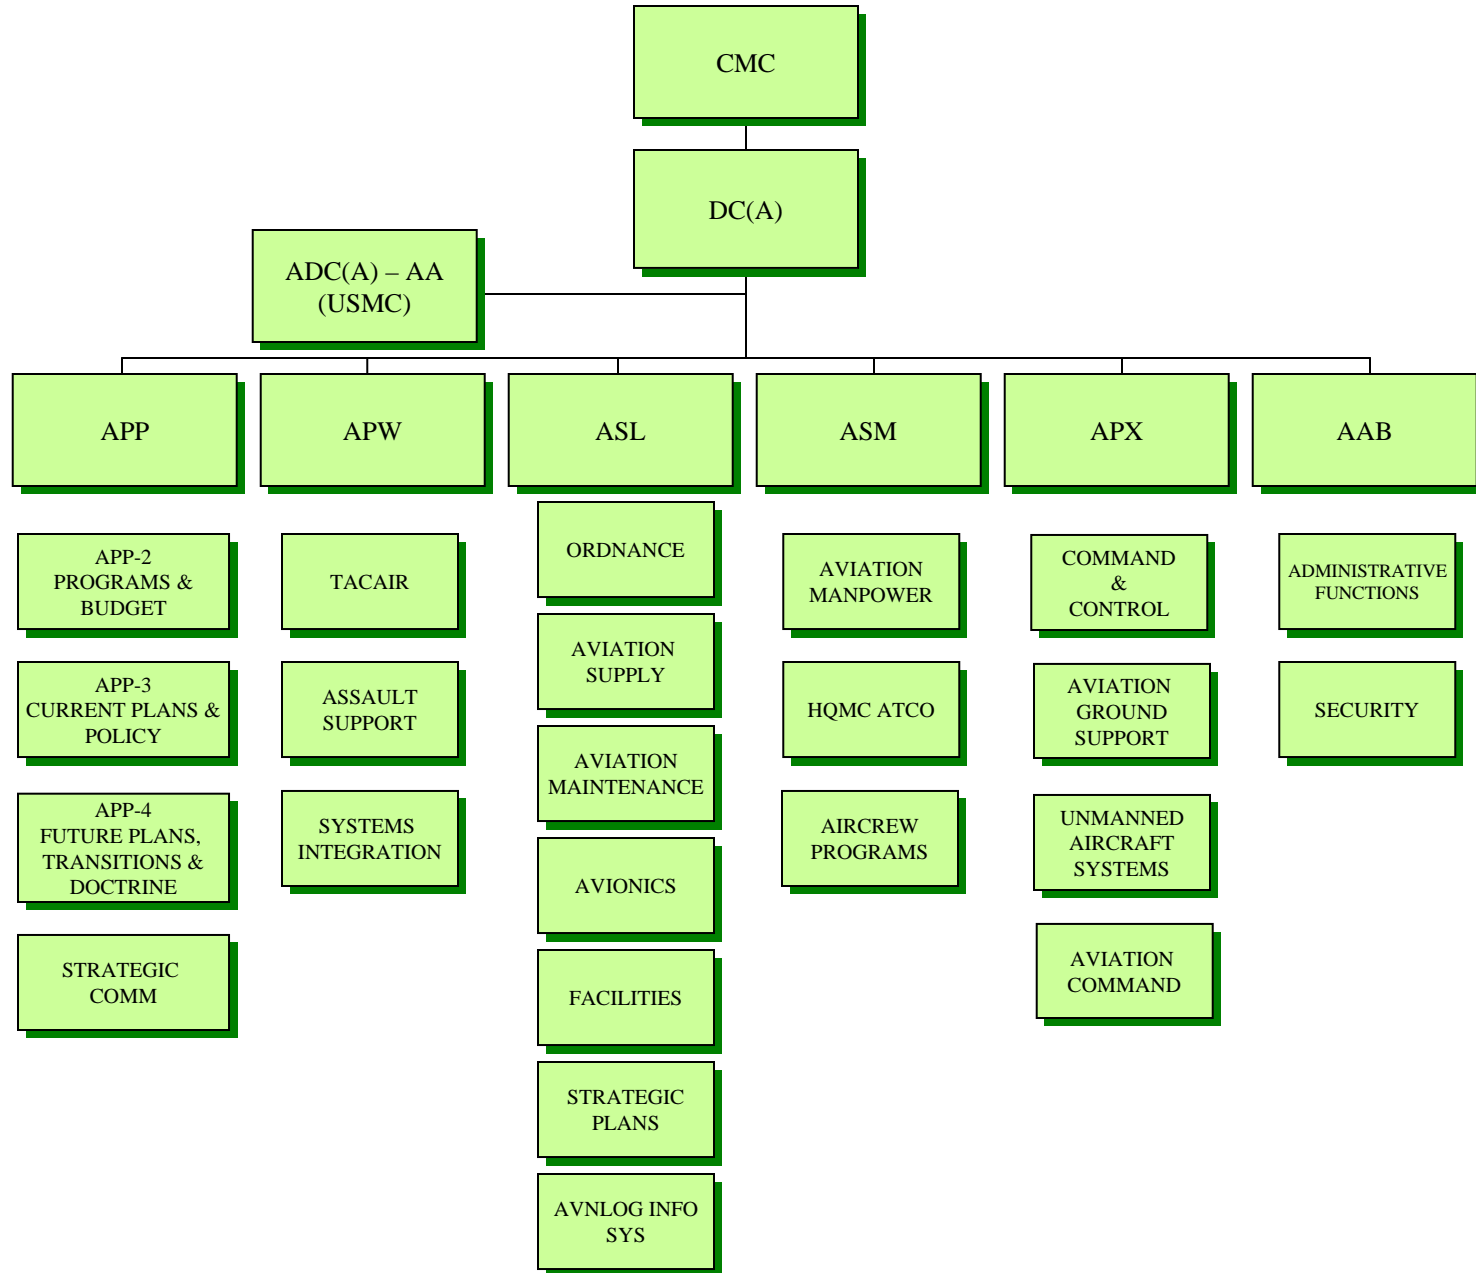 CMC
DC(A)
ADC(A) – AA
(USMC)
APP
APW
ASL
ASM
APX
AAB
APP-2
PROGRAMS &
BUDGET
APP-3
CURRENT PLANS &
POLICY
APP-4
FUTURE PLANS,
TRANSITIONS &
DOCTRINE
STRATEGIC
COMM
TACAIR
ASSAULT
SUPPORT
SYSTEMS
INTEGRATION
ORDNANCE
AVIATION
SUPPLY
AVIATION
MAINTENANCE
AVIONICS
FACILITIES
STRATEGIC
PLANS
AVNLOG INFO
SYS
AVIATION
MANPOWER
HQMC ATCO
AIRCREW
PROGRAMS
COMMAND
&
CONTROL
AVIATION
GROUND
SUPPORT
UNMANNED
AIRCRAFT
SYSTEMS
AVIATION
COMMAND
ADMINISTRATIVE
FUNCTIONS
SECURITY